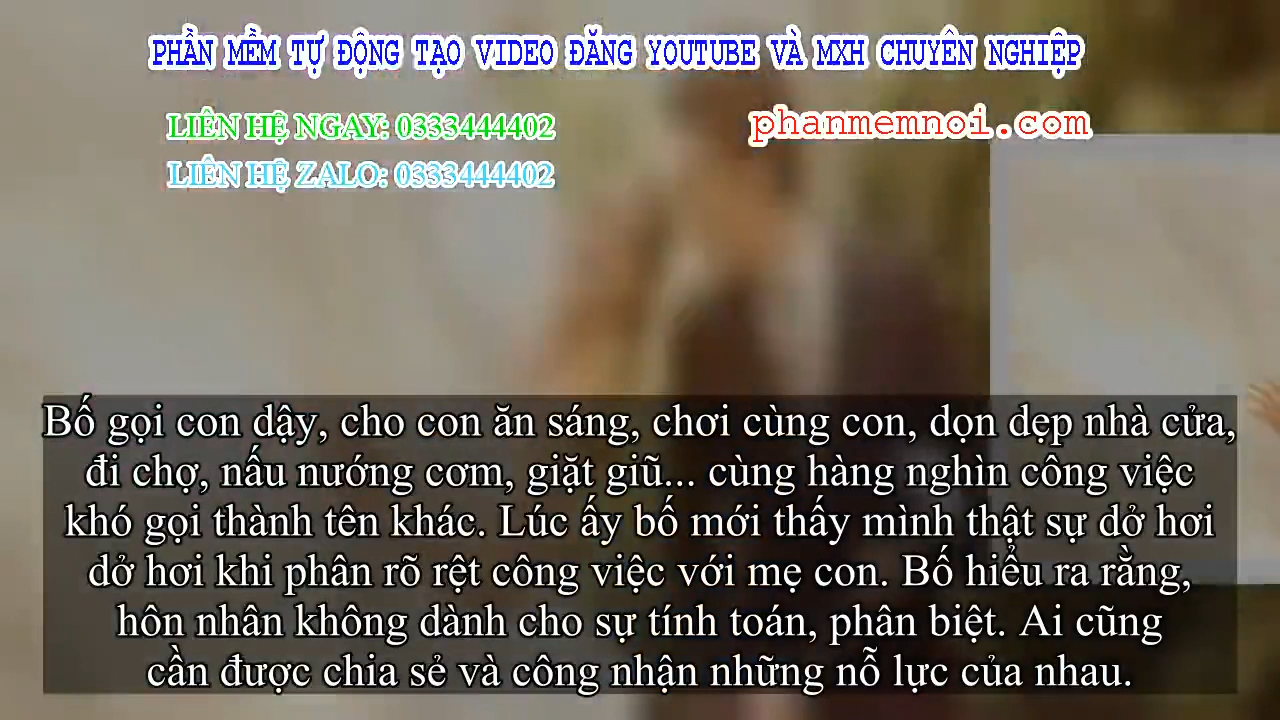 PHẦN MỀM TỰ ĐỘNG TẠO VIDEO ĐĂNG YOUTUBE VÀ MXH CHUYÊN NGHIỆP
LIÊN HỆ NGAY: 0333444402
phanmemnoi.com
LIÊN HỆ ZALO: 0333444402
Bố gọi con dậy, cho con ăn sáng, chơi cùng con, dọn dẹp nhà cửa,
đi chợ, nấu nướng cơm, giặt giũ... cùng hàng nghìn công việc
khó gọi thành tên khác. Lúc ấy bố mới thấy mình thật sự dở hơi
dở hơi khi phân rõ rệt công việc với mẹ con. Bố hiểu ra rằng,
hôn nhân không dành cho sự tính toán, phân biệt. Ai cũng
cần được chia sẻ và công nhận những nỗ lực của nhau.